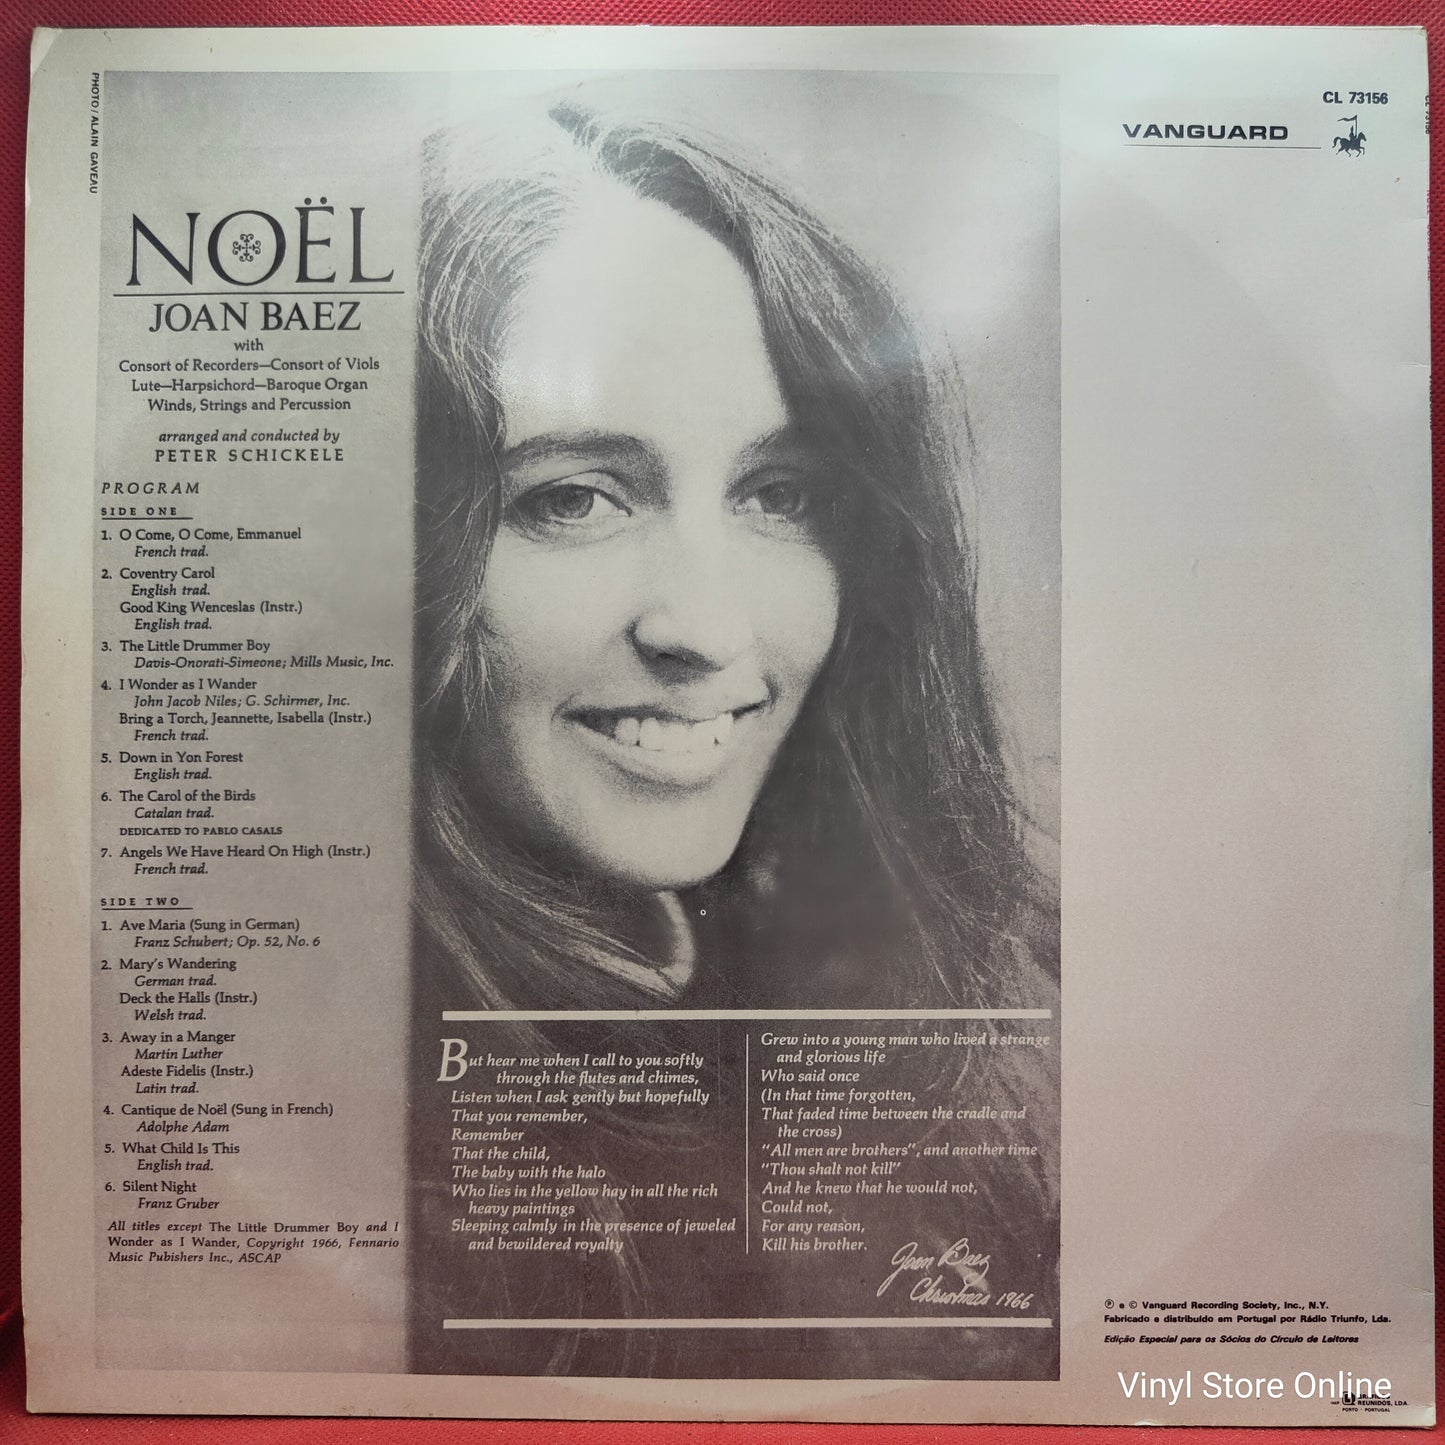 PHOTO / ALAIN GAVEAU
NOËL
JOAN BAEZ
with
Consort of Recorders—Consort of Viols
Lute—Harpsichord—Baroque Organ
Winds, Strings and Percussion
arranged and conducted by
PETER SCHICKELE
PROGRAM
SIDE ONE
1. O Come, O Come, Emmanuel
French trad.
2. Coventry Carol
English trad.
Good King Wenceslas (Instr.)
English trad.
3. The Little Drummer Boy
Davis-Onorati-Simeone; Mills Music, Inc.
4. I Wonder as I Wander
John Jacob Niles; G. Schirmer, Inc.
Bring a Torch, Jeannette, Isabella (Instr.)
French trad.
5. Down in Yon Forest
English trad.
6. The Carol of the Birds
Catalan trad.
DEDICATED TO PABLO CASALS
7. Angels We Have Heard On High (Instr.)
French trad.
SIDE TWO
1. Ave Maria (Sung in German)
Franz Schubert; Op. 52, No. 6
2. Mary's Wandering
German trad.
Deck the Halls (Instr.)
Welsh trad.
3. Away in a Manger
Martin Luther
Adeste Fidelis (Instr.)
Latin trad.
4. Cantique de Noël (Sung in French)
Adolphe Adam
5. What Child Is This
English trad.
6. Silent Night
Franz Gruber
All titles except The Little Drummer Boy and I
Wonder as I Wander, Copyright 1966, Fennario
Music Pubishers Inc., ASCAP
But hear me when I call to you softly
through the flutes and chimes,
Listen when I ask gently but hopefully
That you remember,
Remember
That the child,
The baby with the halo
Who lies in the yellow hay in all the rich
heavy paintings
Sleeping calmly in the presence of jeweled
and bewildered royalty
Grew into a young man who lived a strange
and glorious life
Who said once
(In that time forgotten,
That faded time between the cradle and
the cross)
"All men are brothers", and another time
"Thou shalt not kill"
And he knew that he would not,
Could not,
For any reason,
Kill his brother.
Joan Baez
Christmas 1966
CL 73156
VANGUARD
CL 73156
℗ e © Vanguard Recording Society, Inc., N.Y.
Fabricado e distribuído em Portugal por Rádio Triunfo, Lda.
Edição Especial para os Sócios do Círculo de Leitores
Vinyl Store Online
REUNIDOS, LDA.
PORTO - PORTUGAL